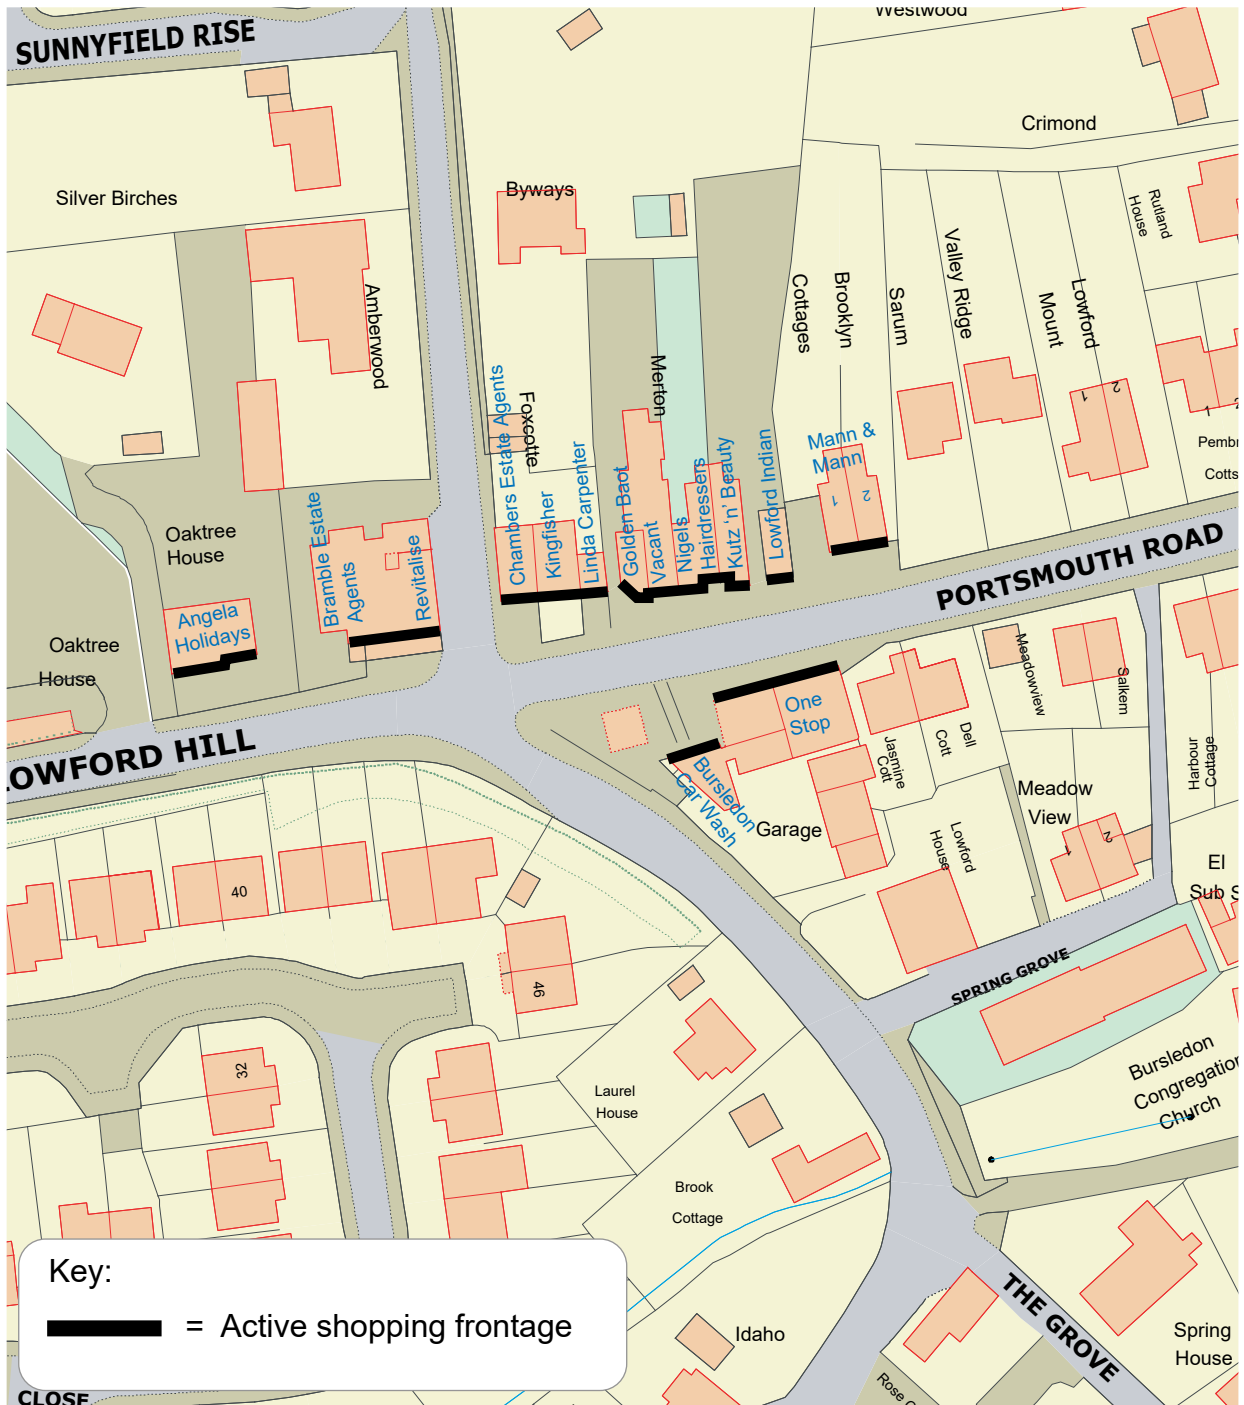 SUNNYFIELD RISE
Westwood
Crimond
Silver Birches
Byways
Rutland
House
Amberwood
Cottages
Brooklyn
Sarum
Valley Ridge
Mount
Lowford
Merton
Foxcotte
Chambers Estate Agents
Kingfisher
Linda Carpenter
Golden Baot
Vacant
Nigels
Hairdressers
Kutz 'n' Beauty
Lowford Indian
Mann &
Mann
1
2
1
2
1
Cotts
Oaktree
House
Bramble Estate
Agents
Revitalise
Angela
Holidays
Oaktree
House
PORTSMOUTH ROAD
Meadowview
Salkem
One
Stop
Bursledon
Car Wash
Garage
Jasmine
Cott
Cott
Dell
Harbour
Cottage
Meadow
View
1
2
Lowford
House
LOWFORD HILL
El
Sub S
40
46
32
SPRING GROVE
Bursledon
Congregation
Church
Laurel
House
Brook
Cottage
Idaho
THE GROVE
Spring
House
Rose C
Key:
= Active shopping frontage
CLOSE